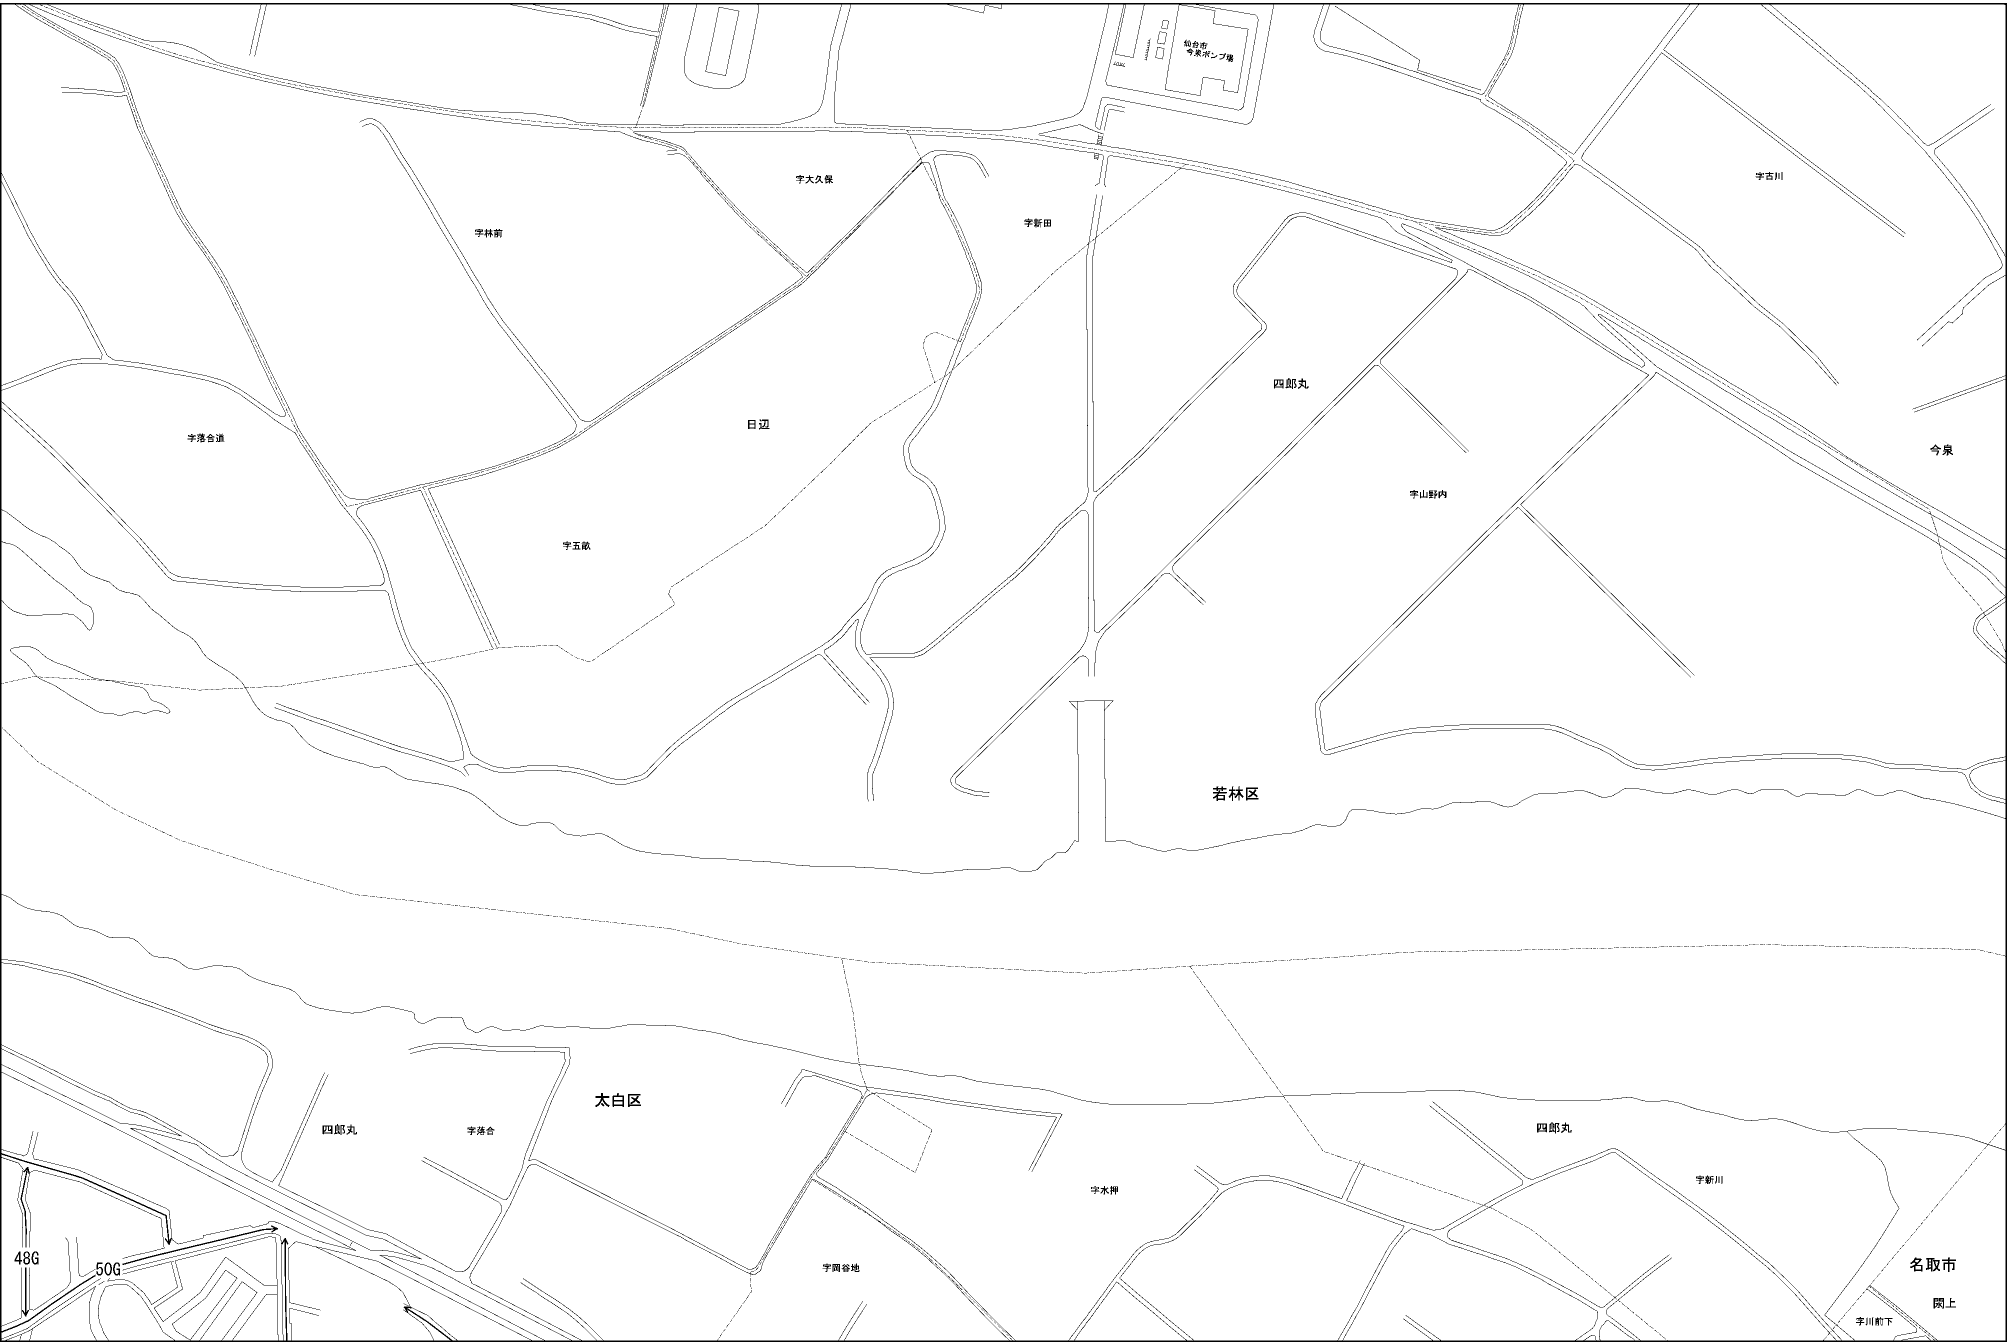 仙台市
今泉ポンプ場
字大久保
字古川
字新田
字林前
四郎丸
日辺
字落合道
今泉
字山野内
字五畝
若林区
太白区
四郎丸
字落合
四郎丸
字新川
字水押
48G
50G
字岡谷地
名取市
閖上
字川前下